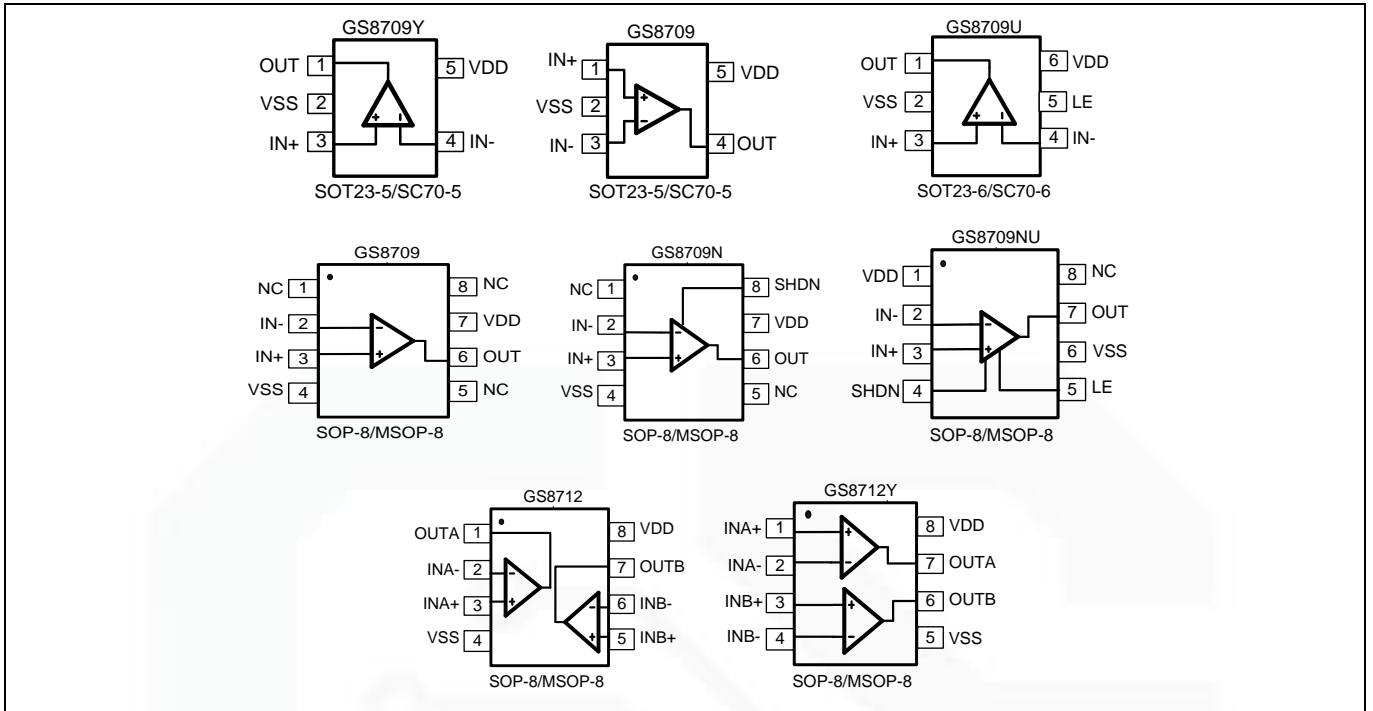 GS8709Y
OUT 1
5 VDD
VSS 2
IN+ 3
4 IN-
+ -
SOT23-5/SC70-5
GS8709
IN+ 1
5 VDD
VSS 2
IN- 3
4 OUT
+
-
SOT23-5/SC70-5
GS8709U
OUT 1
6 VDD
VSS 2
5 LE
IN+ 3
4 IN-
+ -
SOT23-6/SC70-6
GS8709
NC 1
8 NC
IN- 2
7 VDD
IN+ 3
6 OUT
VSS 4
5 NC
-
+
SOP-8/MSOP-8
GS8709N
NC 1
8 SHDN
IN- 2
7 VDD
IN+ 3
6 OUT
VSS 4
5 NC
-
+
SOP-8/MSOP-8
GS8709NU
VDD 1
8 NC
IN- 2
7 OUT
IN+ 3
6 VSS
SHDN 4
5 LE
-
+
SOP-8/MSOP-8
GS8712
OUTA 1
8 VDD
INA- 2
7 OUTB
INA+ 3
6 INB-
VSS 4
5 INB+
-
+
-
+
SOP-8/MSOP-8
GS8712Y
INA+ 1
8 VDD
INA- 2
7 OUTA
INB+ 3
6 OUTB
INB- 4
5 VSS
+
-
+
-
SOP-8/MSOP-8